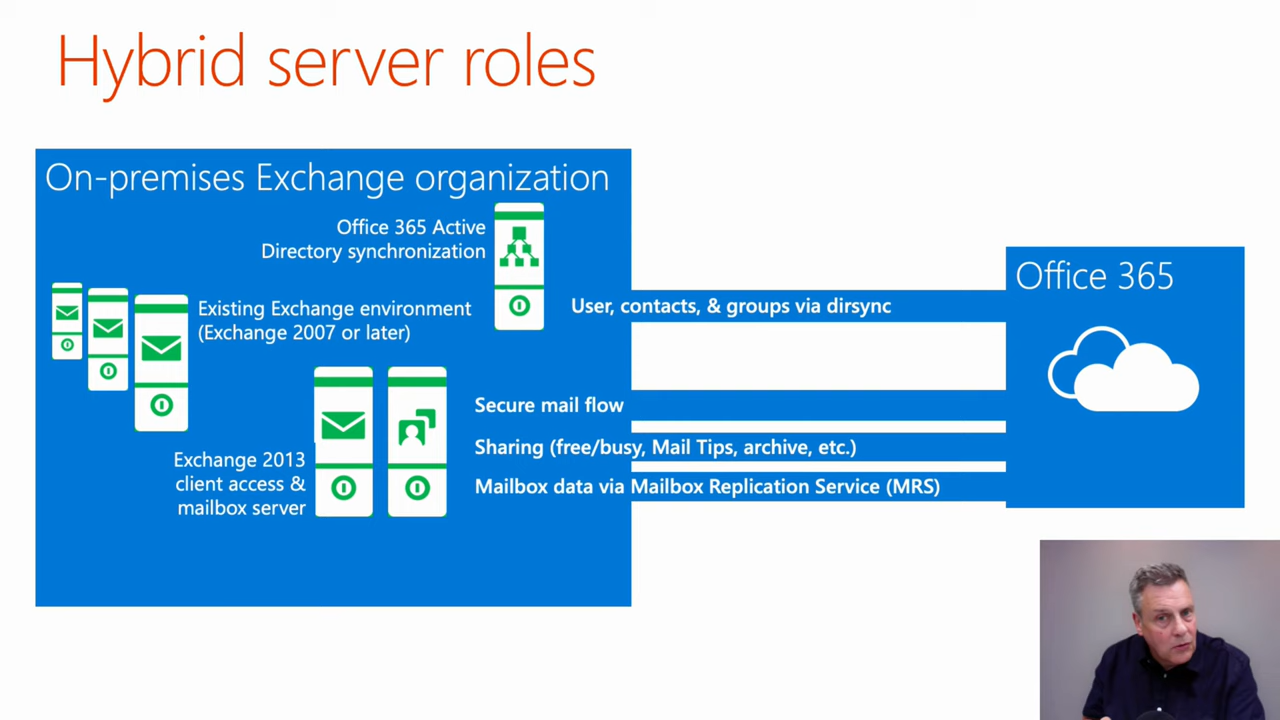 Hybrid server roles
On-premises Exchange organization
Office 365 Active
Directory synchronization
Existing Exchange environment
(Exchange 2007 or later)
User, contacts, & groups via dirsync
Office 365
Secure mail flow
Sharing (free/busy, Mail Tips, archive, etc.)
Exchange 2013
client access &
mailbox server
Mailbox data via Mailbox Replication Service (MRS)